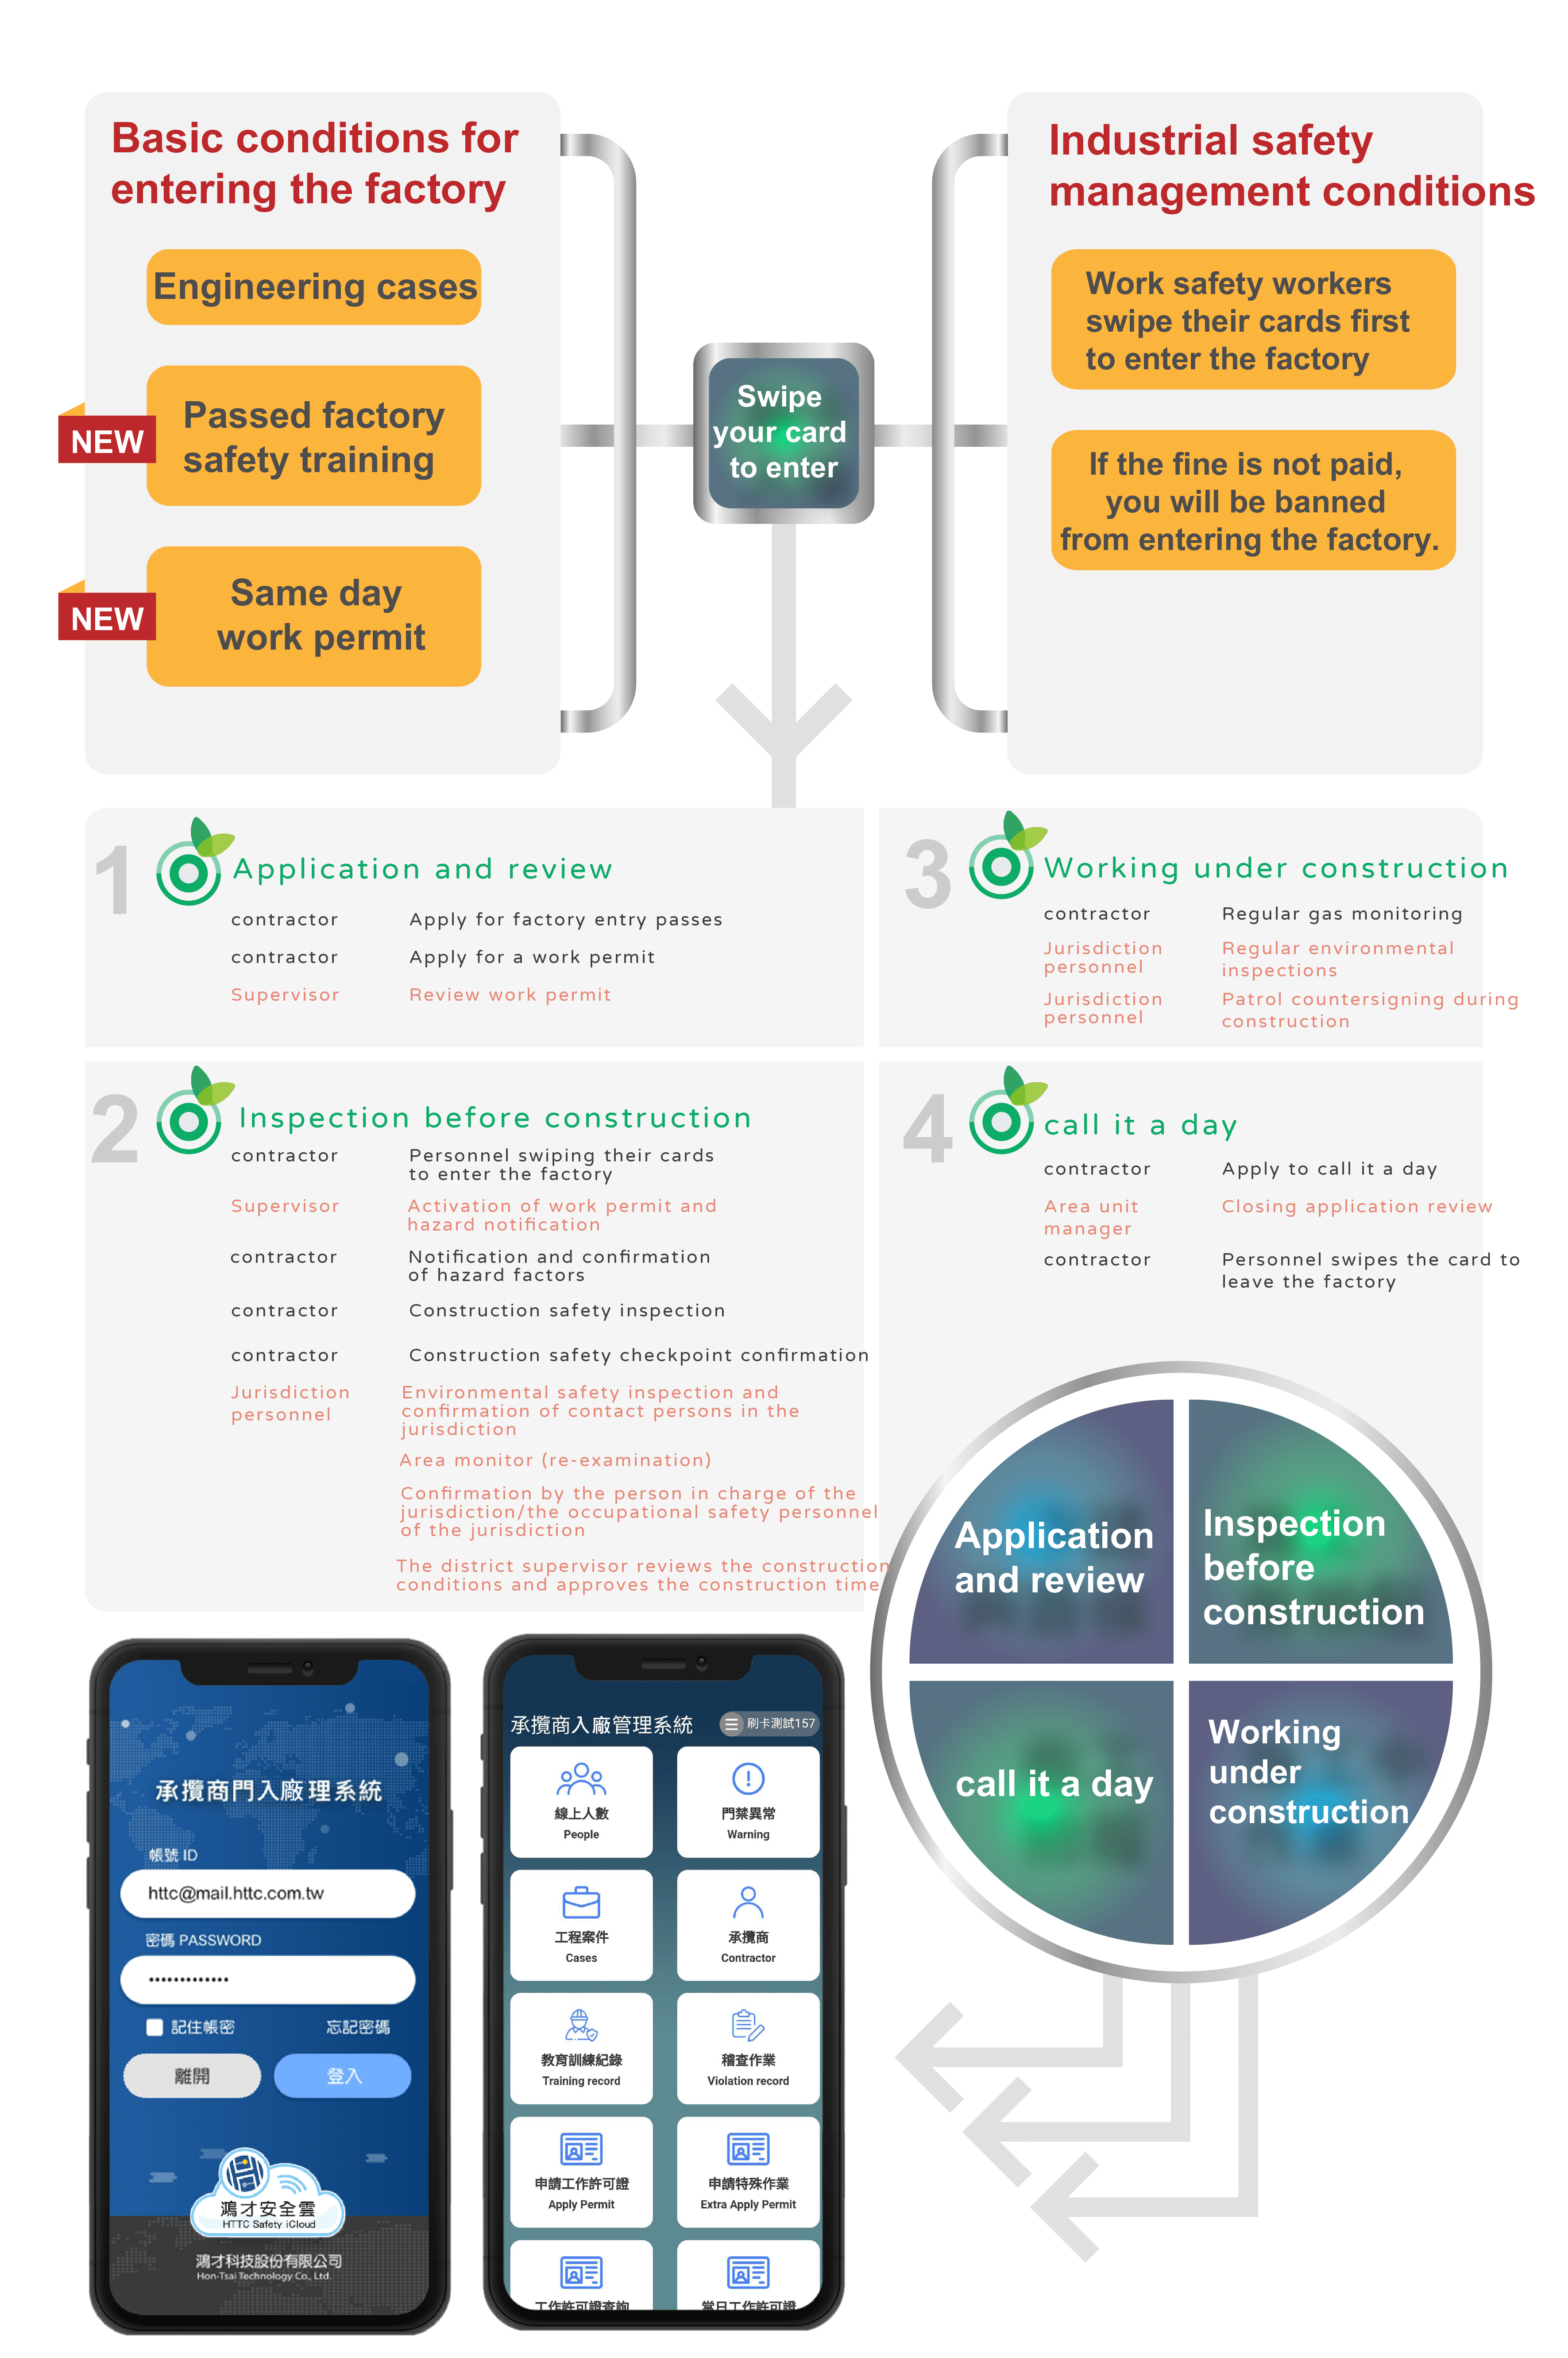 Basic conditions for
entering the factory
Engineering cases
NEW
Passed factory
safety training
NEW
Same day
work permit
Swipe
your card
to enter
Industrial safety
management conditions
Work safety workers
swipe their cards first
to enter the factory
If the fine is not paid,
you will be banned
from entering the factory.
1
Application and review
contractor Apply for factory entry passes
contractor Apply for a work permit
Supervisor Review work permit
2
Inspection before construction
contractor Personnel swiping their cards
to enter the factory
Supervisor Activation of work permit and
hazard notification
contractor Notification and confirmation
of hazard factors
contractor Construction safety inspection
contractor Construction safety checkpoint confirmation
Jurisdiction
personnel
Environmental safety inspection and
confirmation of contact persons in the
jurisdiction
Area monitor (re-examination)
Confirmation by the person in charge of the
jurisdiction/the occupational safety personnel
of the jurisdiction
The district supervisor reviews the construction
conditions and approves the construction time
3
Working under construction
contractor Regular gas monitoring
Jurisdiction
personnel
Regular environmental
inspections
Jurisdiction
personnel
Patrol countersigning during
construction
4
call it a day
contractor Apply to call it a day
Area unit
manager
Closing application review
contractor Personnel swipes the card to
leave the factory
Application
and review
Inspection
before
construction
call it a day
Working
under
construction
承攬商門入廠理系統
帳號 ID
httc@mail.httc.com.tw
密碼 PASSWORD
•••••••••••••
記住帳密 忘記密碼
離開 登入
鴻才安全雲
HTTC Safety iCloud
鴻才科技股份有限公司
Hon-Tsai Technology Co., Ltd.
承攬商入廠管理系統 刷卡測試157
線上人數
People
門禁異常
Warning
工程案件
Cases
承攬商
Contractor
教育訓練紀錄
Training record
稽查作業
Violation record
申請工作許可證
Apply Permit
申請特殊作業
Extra Apply Permit
工作許可證查詢
當日工作許可證